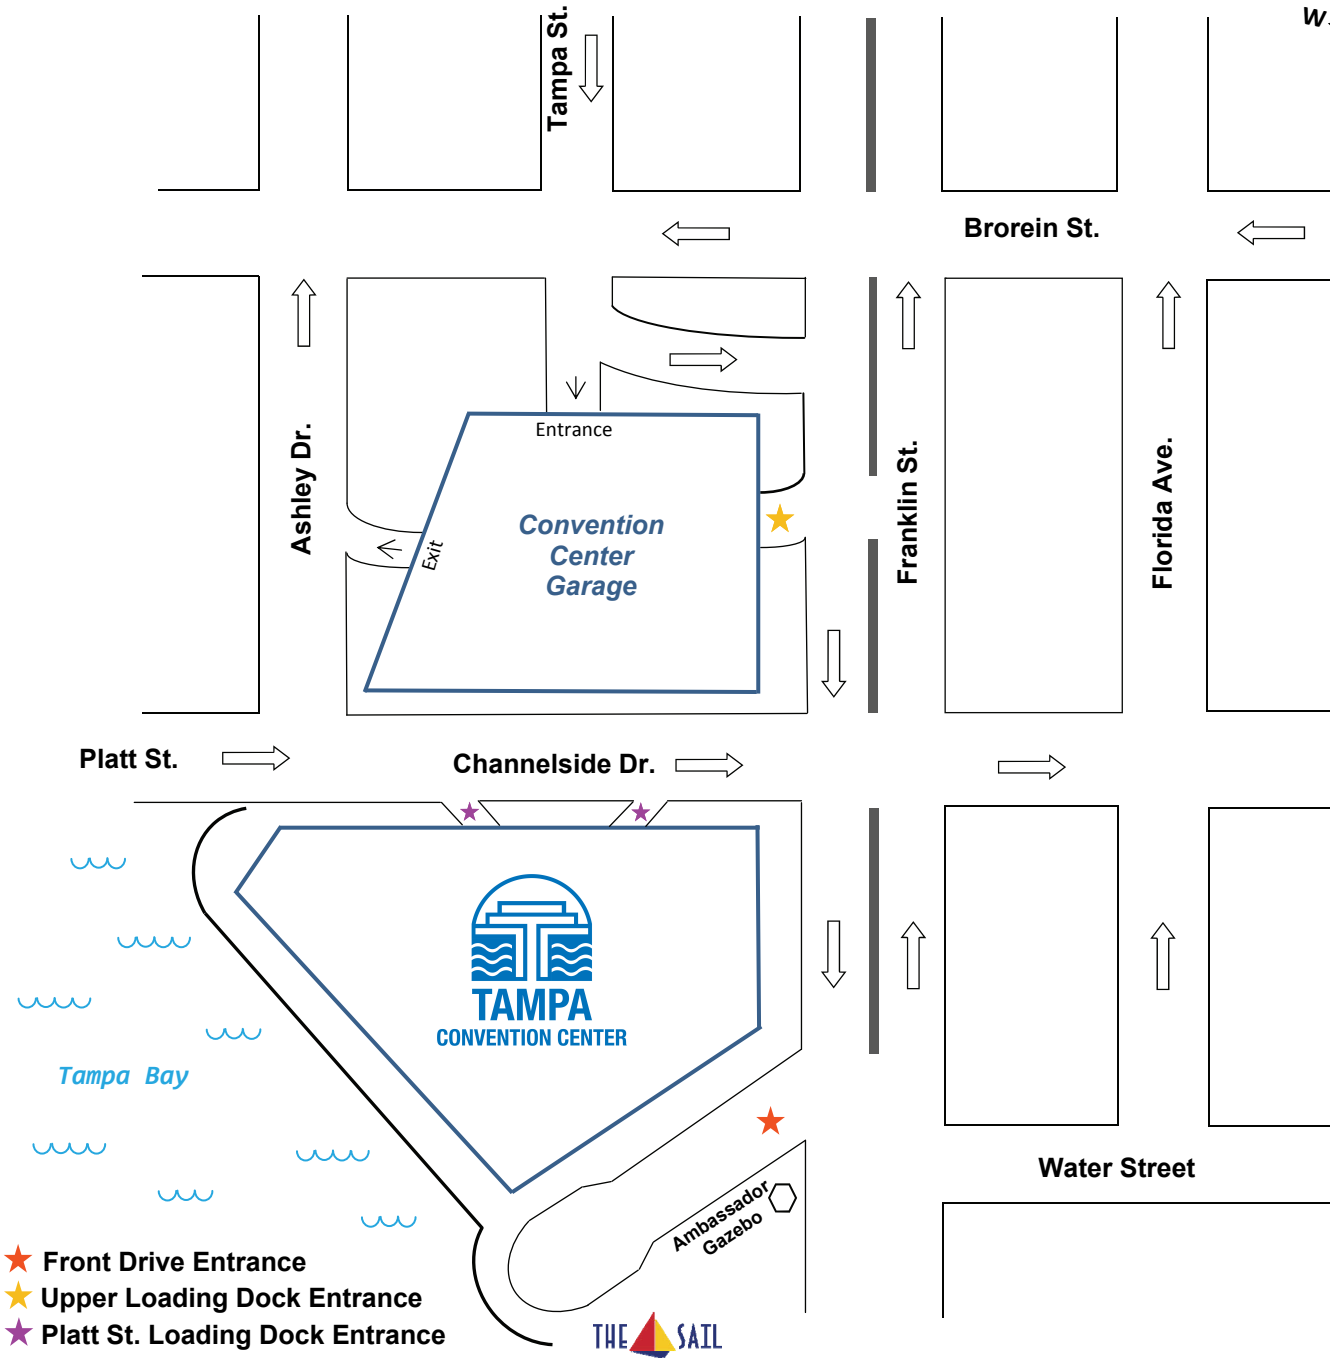 Tampa St.
W.
Brorein St.
Entrance
Ashley Dr.
Exit
Convention
Center
Garage
Franklin St.
Florida Ave.
Platt St.
Channelside Dr.
TAMPA
CONVENTION CENTER
Tampa Bay
Water Street
Ambassador
Gazebo
Front Drive Entrance
Upper Loading Dock Entrance
Platt St. Loading Dock Entrance
THE SAIL